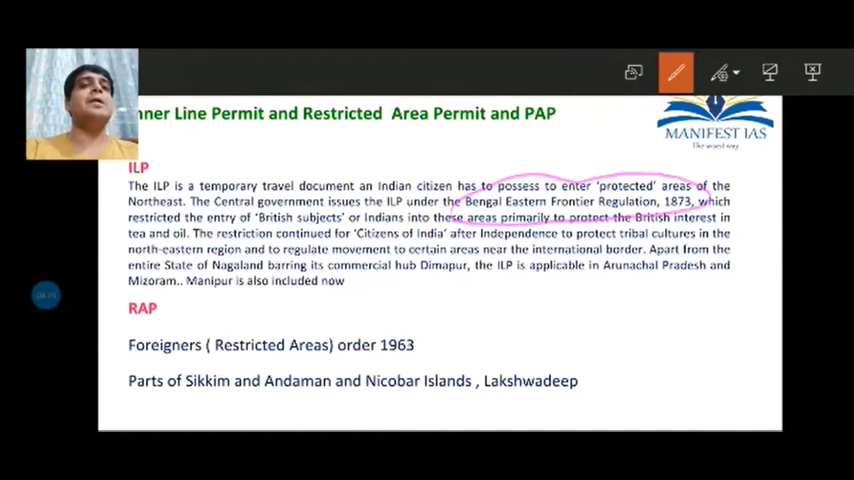 nner Line Permit and Restricted Area Permit and PAP
MANIFEST IAS
ILP
The ILP is a temporary travel document an Indian citizen has to possess to enter ‘protected’ areas of the
Northeast. The Central government issues the ILP under the Bengal Eastern Frontier Regulation, 1873, which
restricted the entry of ‘British subjects’ or Indians into these areas primarily to protect the British interest in
tea and oil. The restriction continued for ‘Citizens of India’ after Independence to protect tribal cultures in the
north-eastern region and to regulate movement to certain areas near the international border. Apart from the
entire State of Nagaland barring its commercial hub Dimapur, the ILP is applicable in Arunachal Pradesh and
Mizoram.. Manipur is also included now
RAP
Foreigners ( Restricted Areas) order 1963
Parts of Sikkim and Andaman and Nicobar Islands , Lakshwadeep